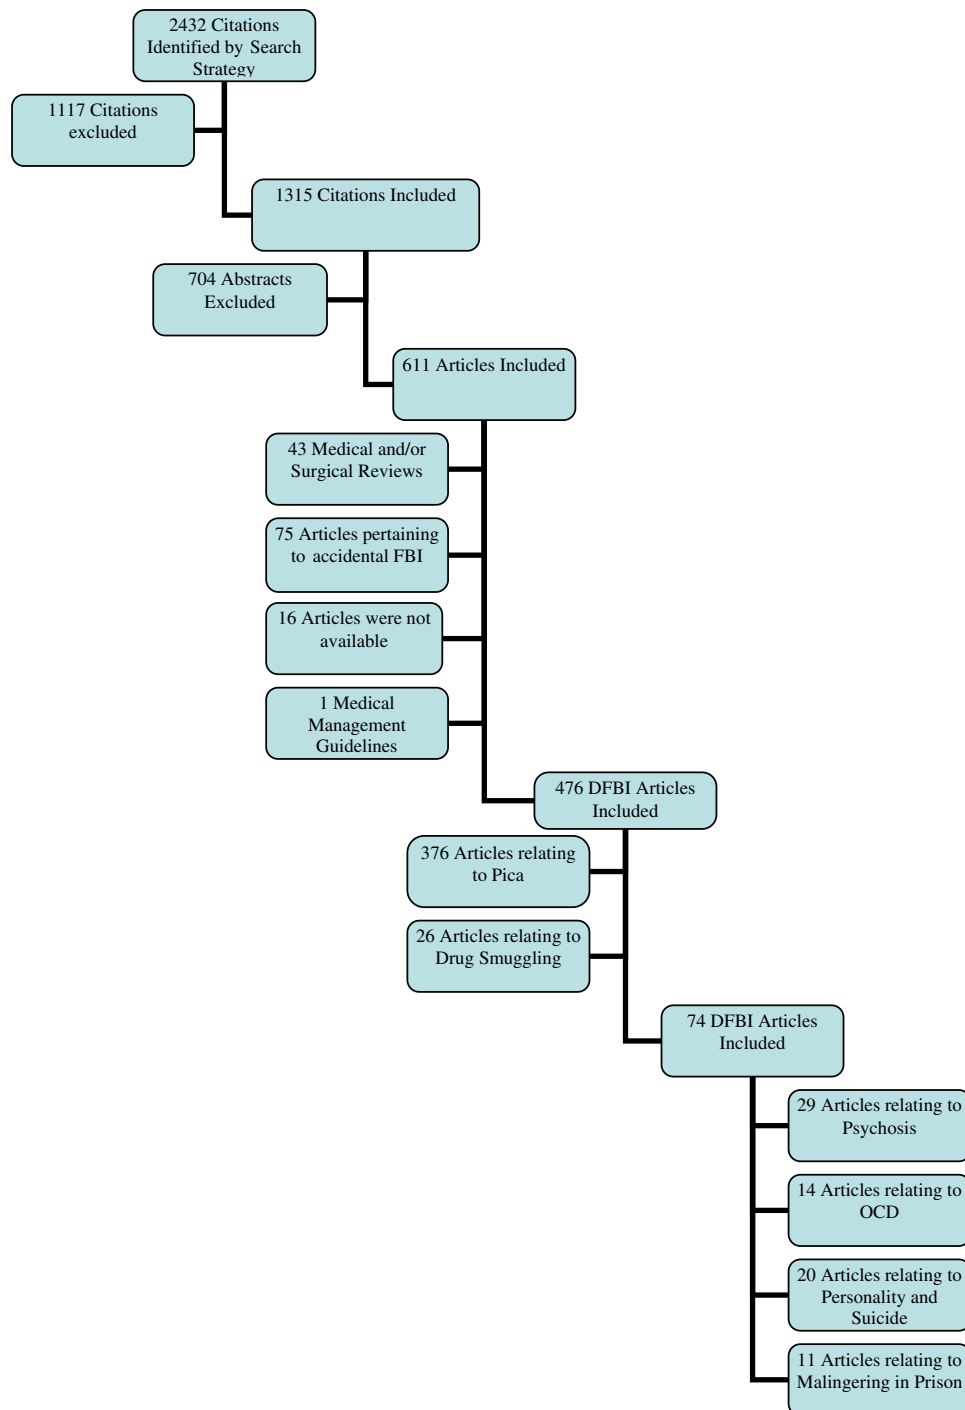 2432 Citations
Identified by Search
Strategy
1117 Citations
excluded
1315 Citations Included
704 Abstracts
Excluded
611 Articles Included
43 Medical and/or
Surgical Reviews
75 Articles pertaining
to accidental FBI
16 Articles were not
available
1 Medical
Management
Guidelines
476 DFBI Articles
Included
376 Articles relating
to Pica
26 Articles relating to
Drug Smuggling
74 DFBI Articles
Included
29 Articles relating to
Psychosis
14 Articles relating to
OCD
20 Articles relating to
Personality and
Suicide
11 Articles relating to
Malingering in Prison